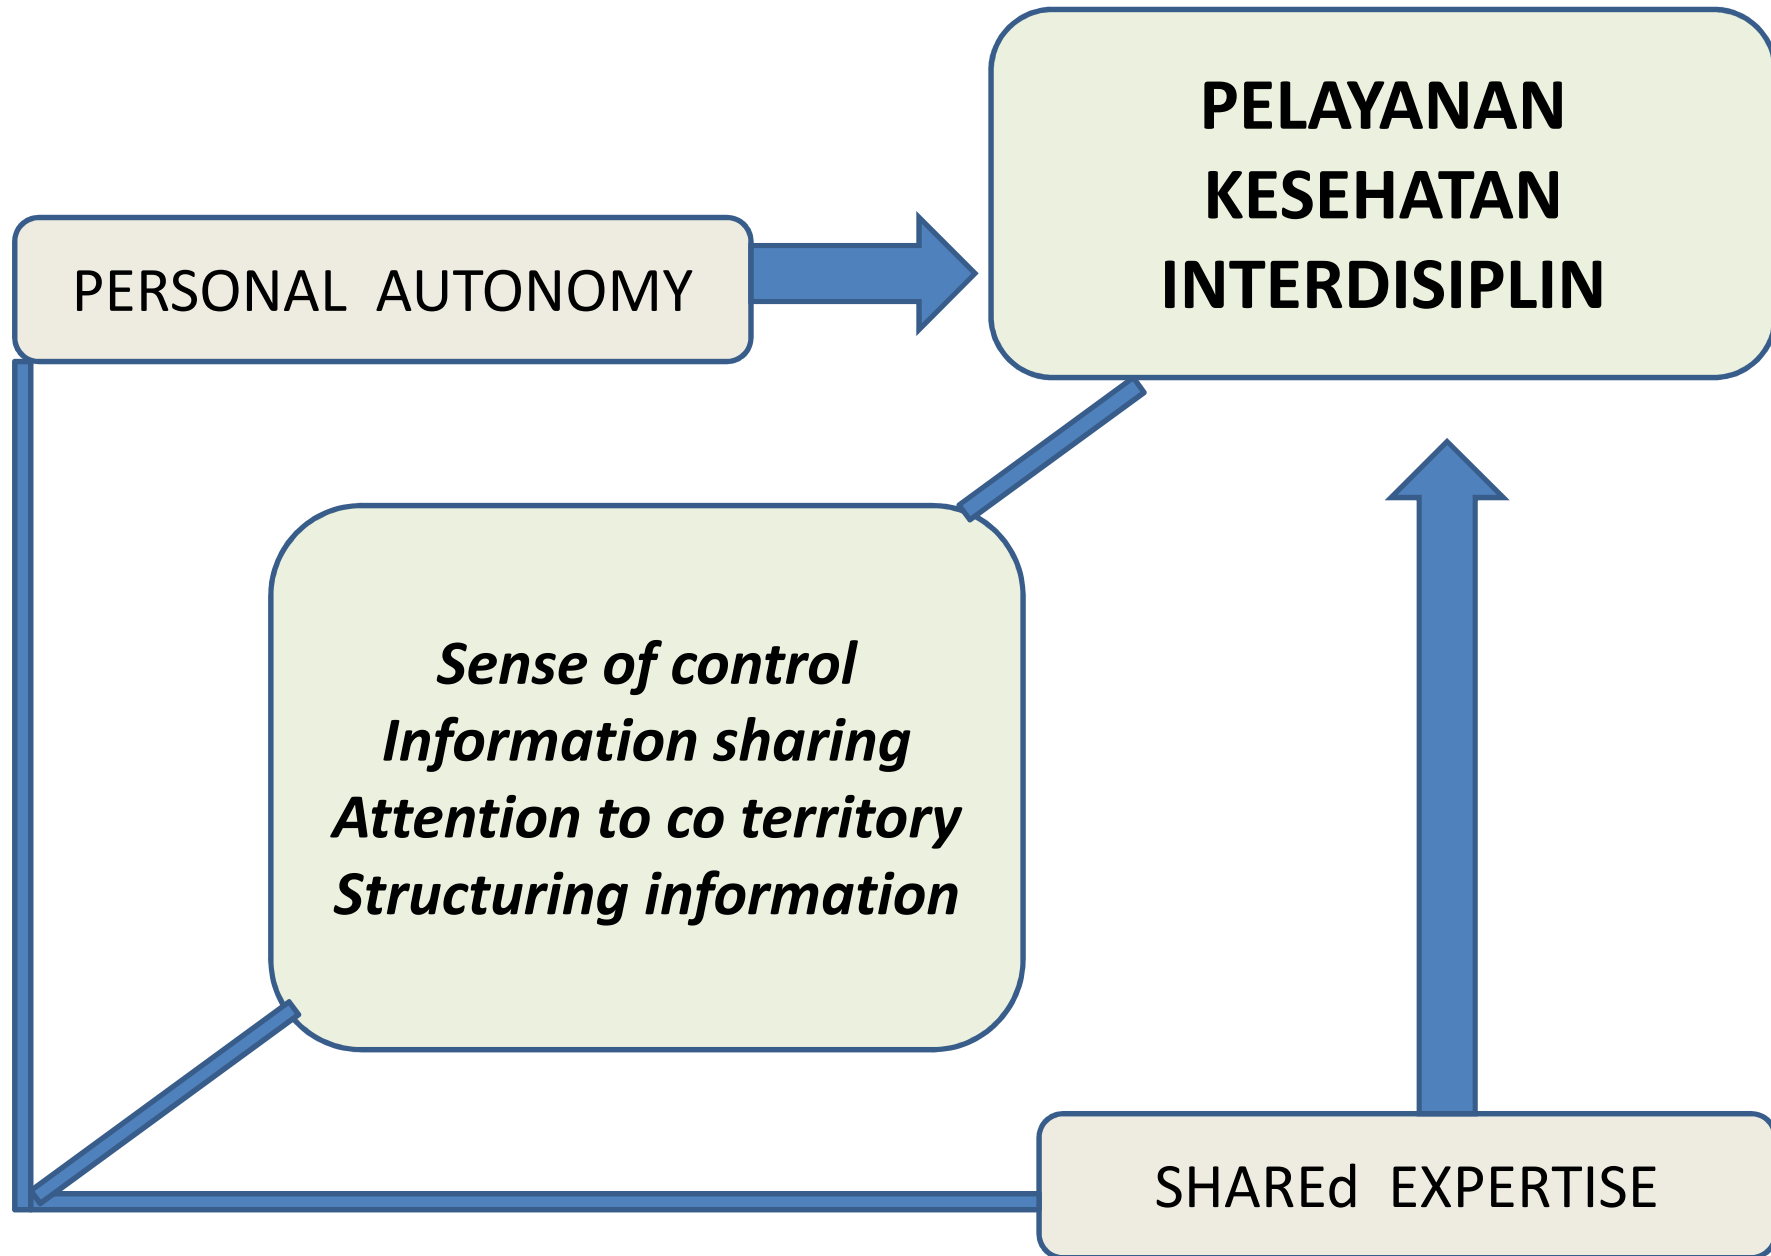 PELAYANAN
KESEHATAN
INTERDISIPLIN
PERSONAL AUTONOMY
Sense of control
Information sharing
Attention to co territory
Structuring information
SHAREd EXPERTISE